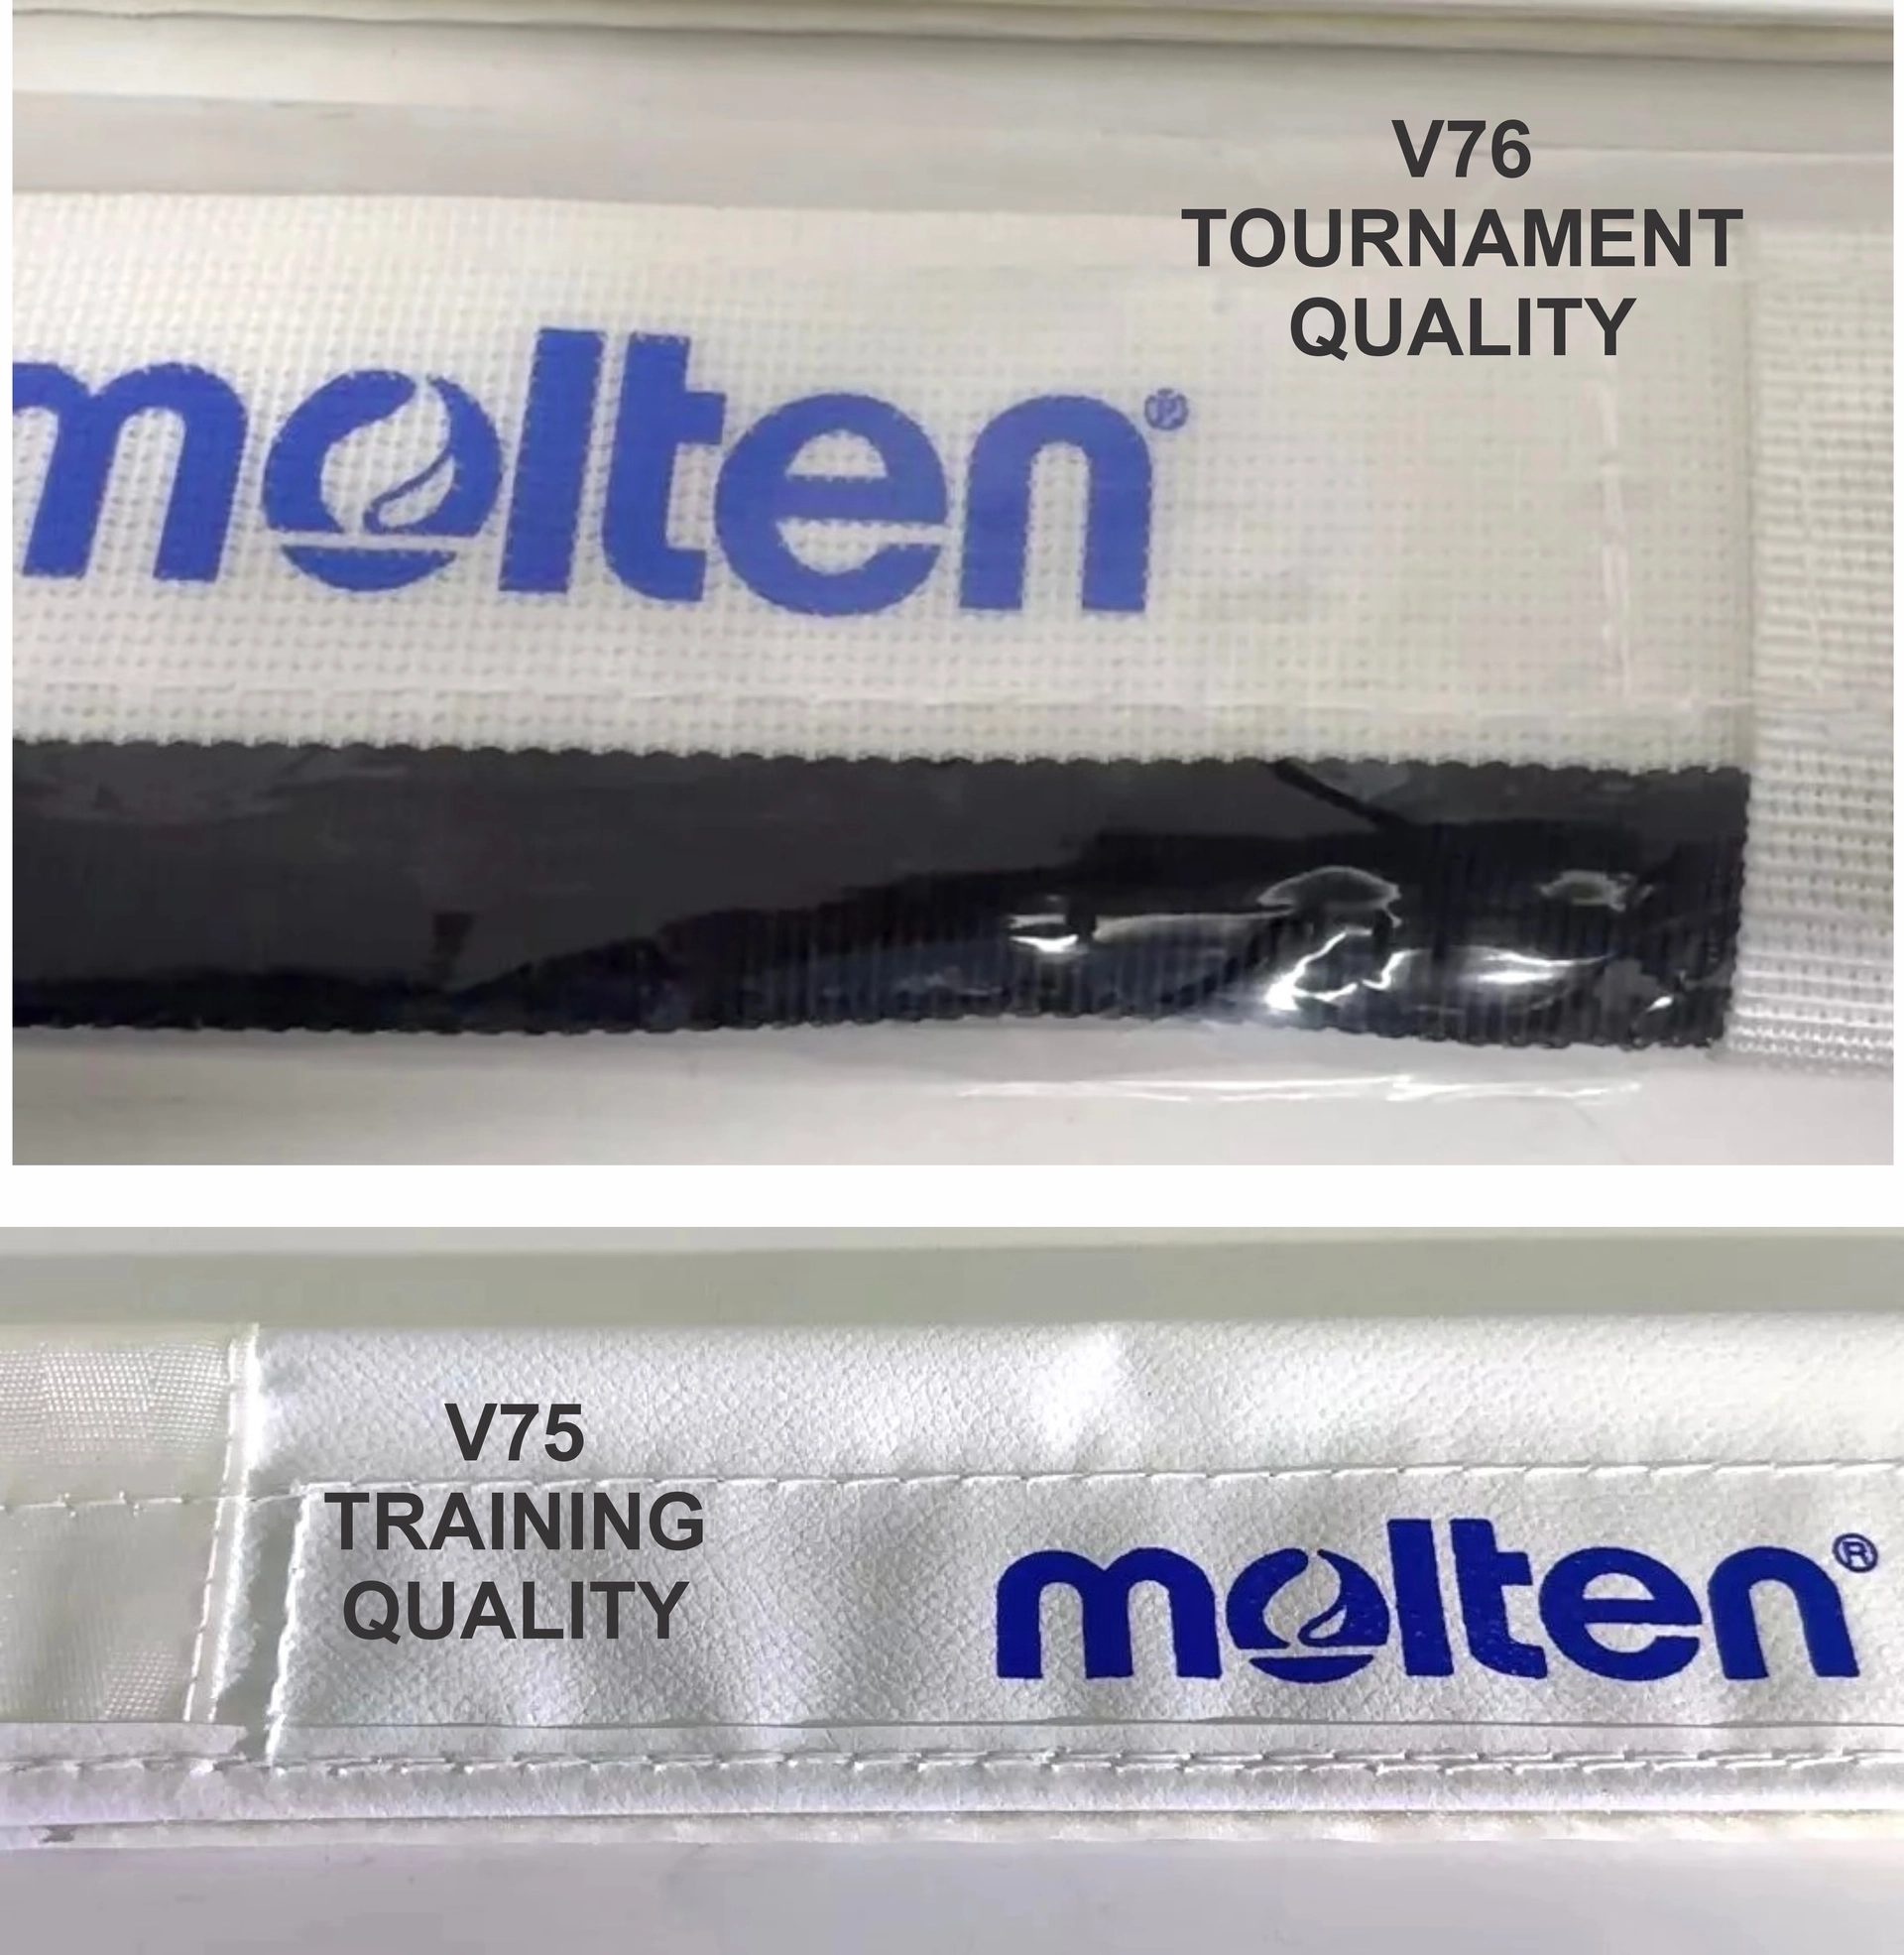 V76
TOURNAMENT
QUALITY
molten®
V75
TRAINING
QUALITY
molten®